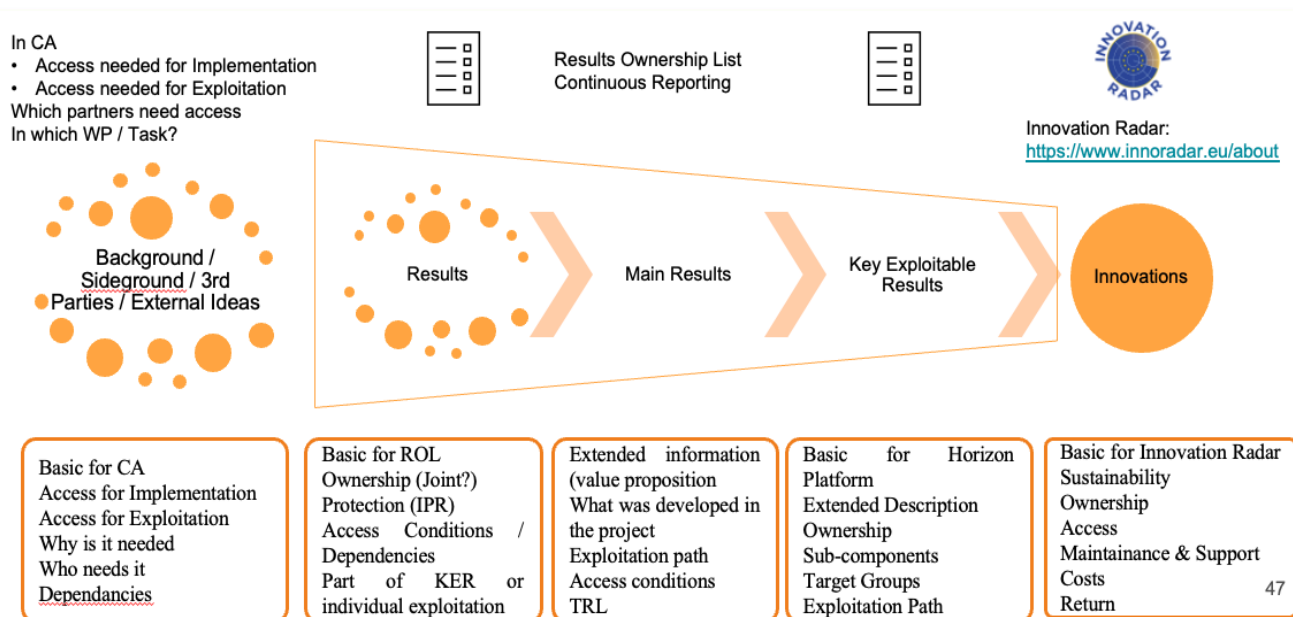 In CA
• Access needed for Implementation
• Access needed for Exploitation
Which partners need access
In which WP / Task?
Results Ownership List
Continuous Reporting
INNOVATION
RADAR
Innovation Radar:
https://www.innoradar.eu/about
Background /
Sideground / 3rd
Parties / External Ideas
Results
Main Results
Key Exploitable
Results
Innovations
Basic for CA
Access for Implementation
Access for Exploitation
Why is it needed
Who needs it
Dependancies
Basic for ROL
Ownership (Joint?)
Protection (IPR)
Access Conditions /
Dependencies
Part of KER or
individual exploitation
Extended information
(value proposition
What was developed in
the project
Exploitation path
Access conditions
TRL
Basic for Horizon
Platform
Extended Description
Ownership
Sub-components
Target Groups
Exploitation Path
Basic for Innovation Radar
Sustainability
Ownership
Access
Maintainance & Support
Costs
Return
47